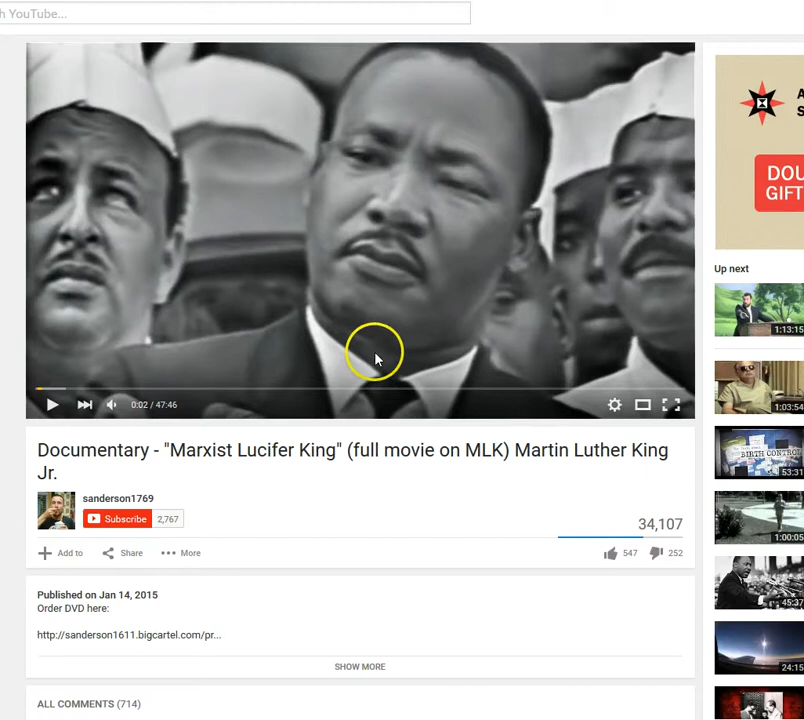 h YouTube...
0:02 / 47:46
Documentary - "Marxist Lucifer King" (full movie on MLK) Martin Luther King
Jr.
sanderson1769
Subscribe 2,767
34,107
Add to Share More 547 252
Published on Jan 14, 2015
Order DVD here:
http://sanderson1611.bigcartel.com/pr...
SHOW MORE
ALL COMMENTS (714)
A
S
DOU
GIFT
Up next
1:13:15
1:03:54
BIRTH CONTROL
53:31
1:00:05
45:37
24:15